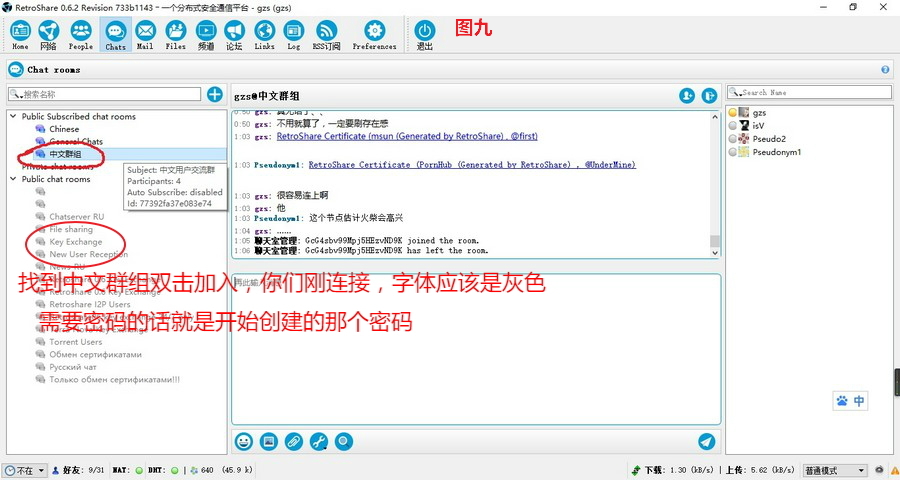 RetroShare 0.6.2 Revision 733b1143 - 一个分布式安全通信平台 - gzs (gzs)
图九
Home 网络 People Chats Mail Files 频道 论坛 Links Log RSS订阅 Preferences 退出
Chat rooms
搜索名称
gzs@中文群组
Search Name
Public Subscribed chat rooms
Chinese
General Chats
中文群组
Private chat rooms
Public chat rooms
Chatserver RU
File sharing
Key Exchange
New User Reception
News RU
Retroshare I2P Users
Torrent Users
Обмен сертификатами
Русский чат
Только обмен сертификатами!!!
Subject: 中文用户交流群
Participants: 4
Auto Subscribe: disabled
Id: 77392fa37e083e74
0:50 gzs: 不用就算了，一定要刷存在感
1:03 gzs: RetroShare Certificate (msun (Generated by RetroShare) , @first)
1:03 Pseudonym1: RetroShare Certificate (PornHub (Generated by RetroShare) , @UnderMine)
1:03 gzs: 很容易连上啊
1:03 gzs: 他
1:03 Pseudonym1: 这个节点估计火柴会高兴
1:04 gzs: ......
1:05 聊天室管理: GcG4sbv99Mpj5HEzvND9K joined the room.
1:06 聊天室管理: GcG4sbv99Mpj5HEzvND9K has left the room.
gzs
isV
Pseudo2
Pseudonym1
找到中文群组双击加入，你们刚连接，字体应该是灰色
需要密码的话就是开始创建的那个密码
中
不在 好友: 9/31 NAT: DHT: 640 (45.9 k)
下载: 1.30 (kB/s) | 上传: 5.62 (kB/s) 普通模式